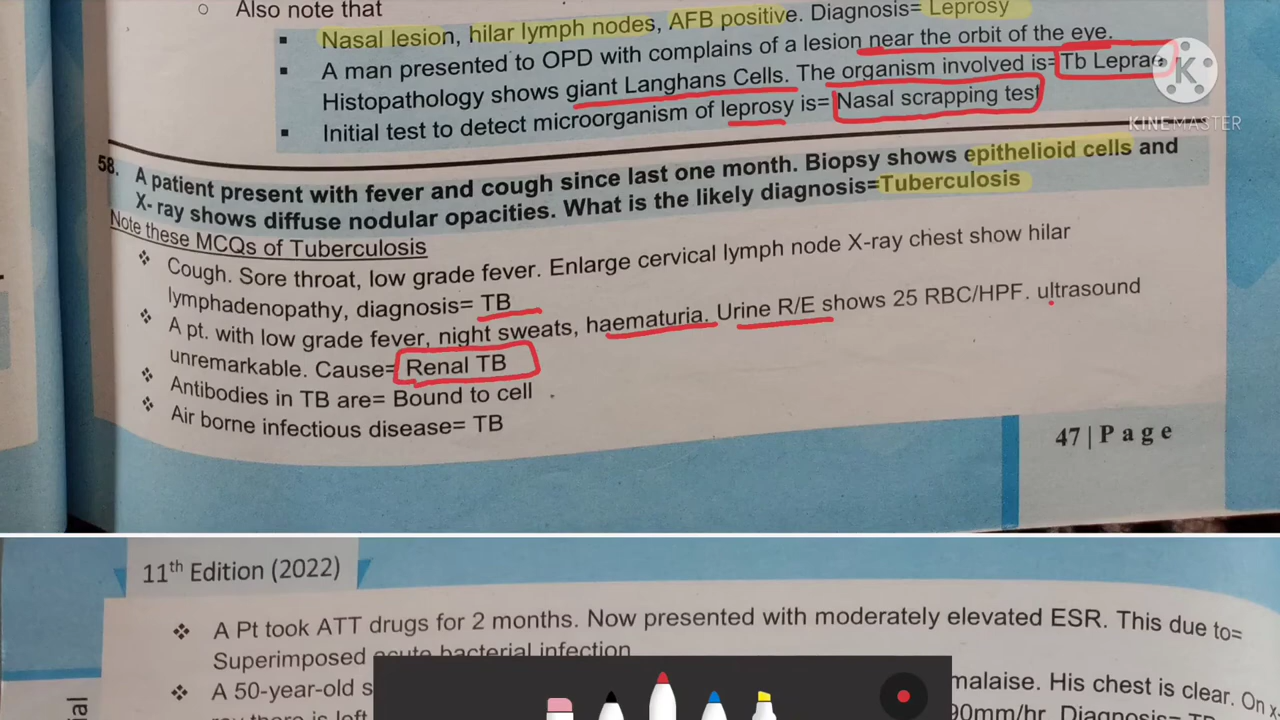 Also note that
Nasal lesion, hilar lymph nodes, AFB positive. Diagnosis= Leprosy
A man presented to OPD with complains of a lesion near the orbit of the eye.
Histopathology shows giant Langhans Cells. The organism involved is= Tb Leprae
Initial test to detect microorganism of leprosy is= Nasal scrapping test
K
KINEMASTER
58. A patient present with fever and cough since last one month. Biopsy shows epithelioid cells and
X- ray shows diffuse nodular opacities. What is the likely diagnosis=Tuberculosis
Note these MCQs of Tuberculosis
Cough. Sore throat, low grade fever. Enlarge cervical lymph node X-ray chest show hilar
lymphadenopathy, diagnosis= TB
A pt. with low grade fever, night sweats, haematuria. Urine R/E shows 25 RBC/HPF. ultrasound
unremarkable. Cause= Renal TB
Antibodies in TB are= Bound to cell
Air borne infectious disease= TB
47 | P a g e
11th Edition (2022)
A Pt took ATT drugs for 2 months. Now presented with moderately elevated ESR. This due to=
Superimposed acute bacterial infection
A 50-year-old s malaise. His chest is clear. On x-
ray there is left 90mm/hr. Diagnosis=